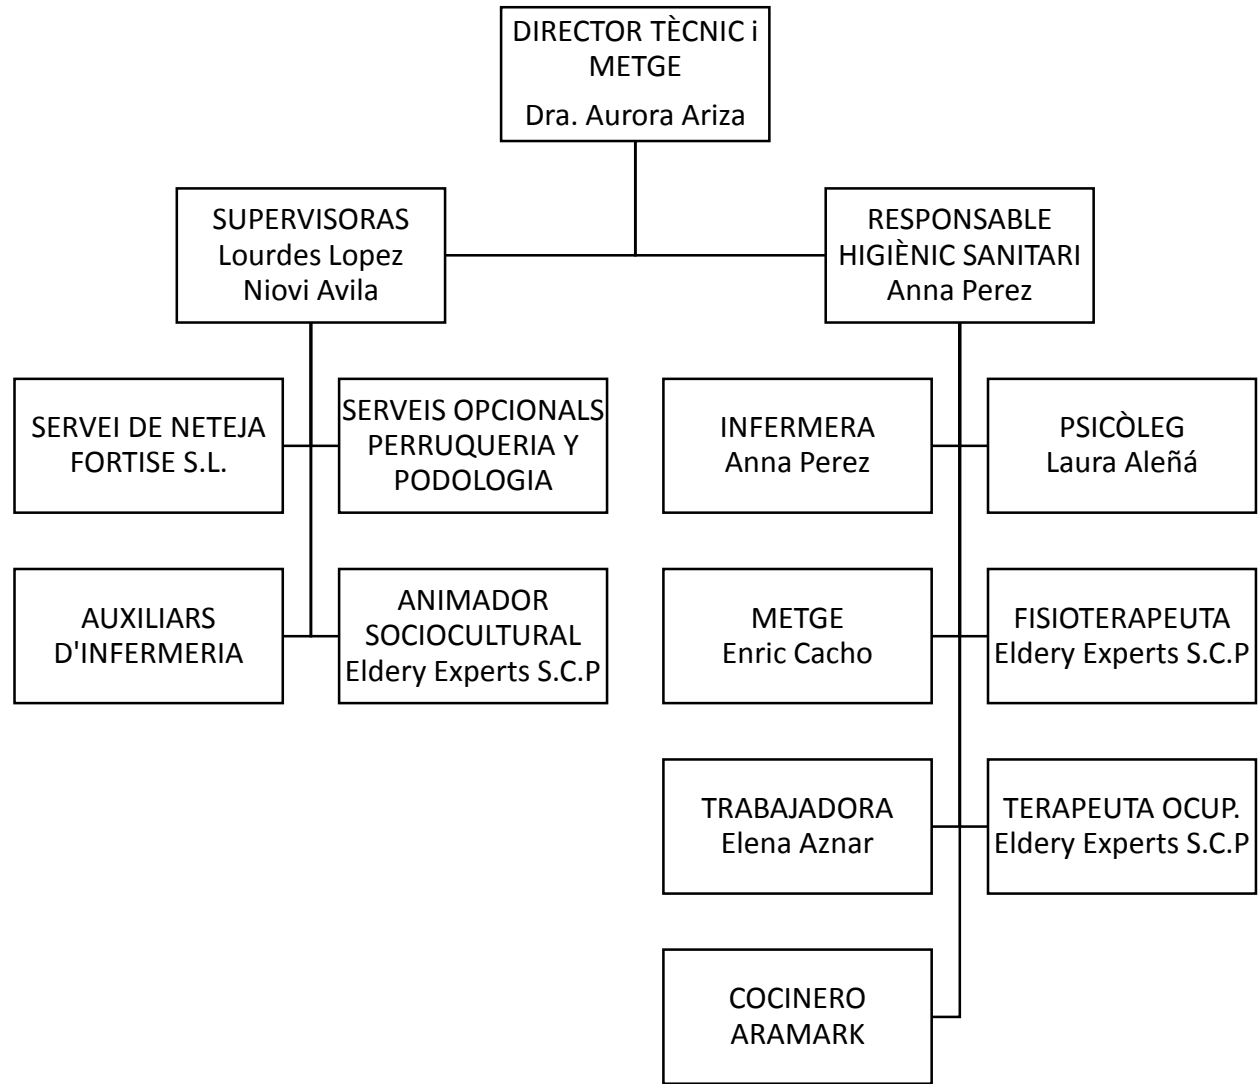 DIRECTOR TÈCNIC i
METGE
Dra. Aurora Ariza
SUPERVISORAS
Lourdes Lopez
Niovi Avila
RESPONSABLE
HIGIÈNIC SANITARI
Anna Perez
SERVEI DE NETEJA
FORTISE S.L.
SERVEIS OPCIONALS
PERRUQUERIA Y
PODOLOGIA
INFERMERA
Anna Perez
PSICÒLEG
Laura Aleñá
AUXILIARS
D'INFERMERIA
ANIMADOR
SOCIOCULTURAL
Eldery Experts S.C.P
METGE
Enric Cacho
FISIOTERAPEUTA
Eldery Experts S.C.P
TRABAJADORA
Elena Aznar
TERAPEUTA OCUP.
Eldery Experts S.C.P
COCINERO
ARAMARK